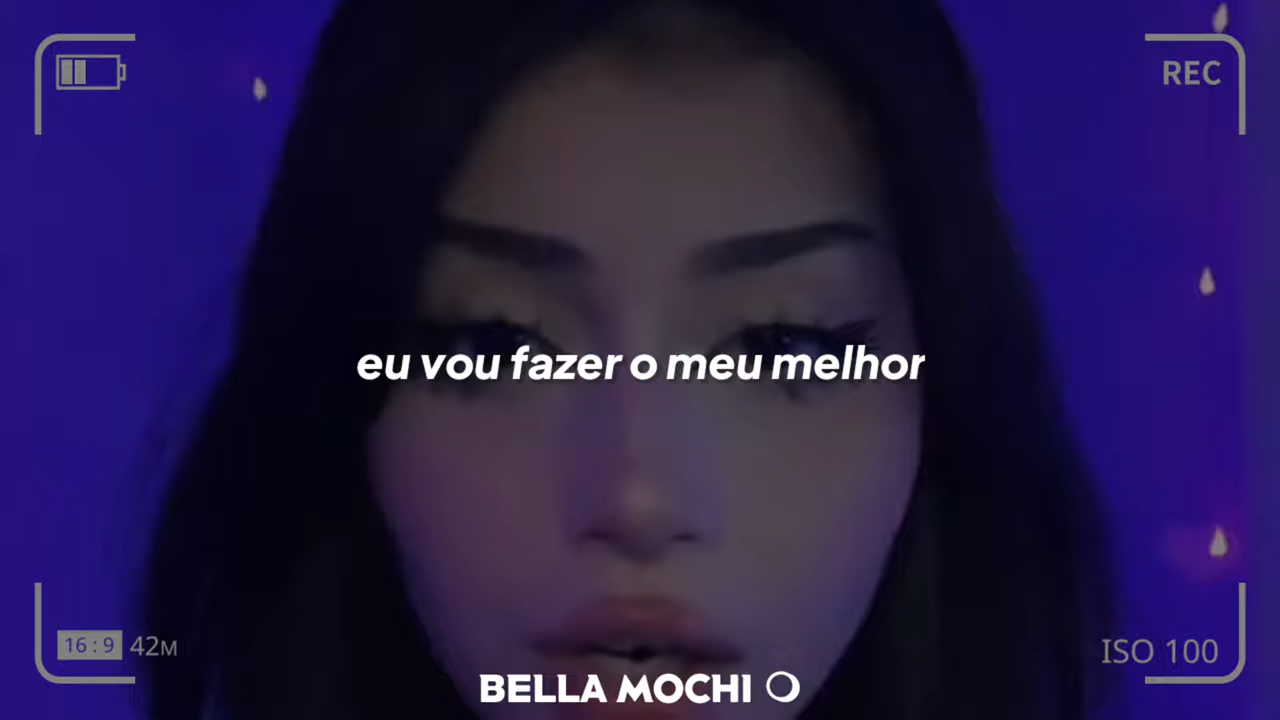 REC
eu vou fazer o meu melhor
16:9 42M
ISO 100
BELLA MOCHI